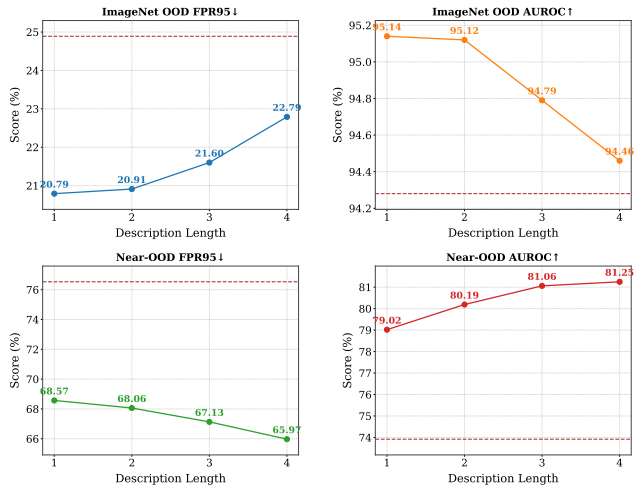 ImageNet OOD FPR95↓
25
24
23
22
21
Score (%)
20.79
20.91
21.60
22.79
1 2 3 4
Description Length
ImageNet OOD AUROC↑
95.2
95.0
94.8
94.6
94.4
94.2
Score (%)
95.14
95.12
94.79
94.46
1 2 3 4
Description Length
Near-OOD FPR95↓
76
74
72
70
68
66
Score (%)
68.57
68.06
67.13
65.97
1 2 3 4
Description Length
Near-OOD AUROC↑
81
80
79
78
77
76
75
74
Score (%)
79.02
80.19
81.06
81.25
1 2 3 4
Description Length